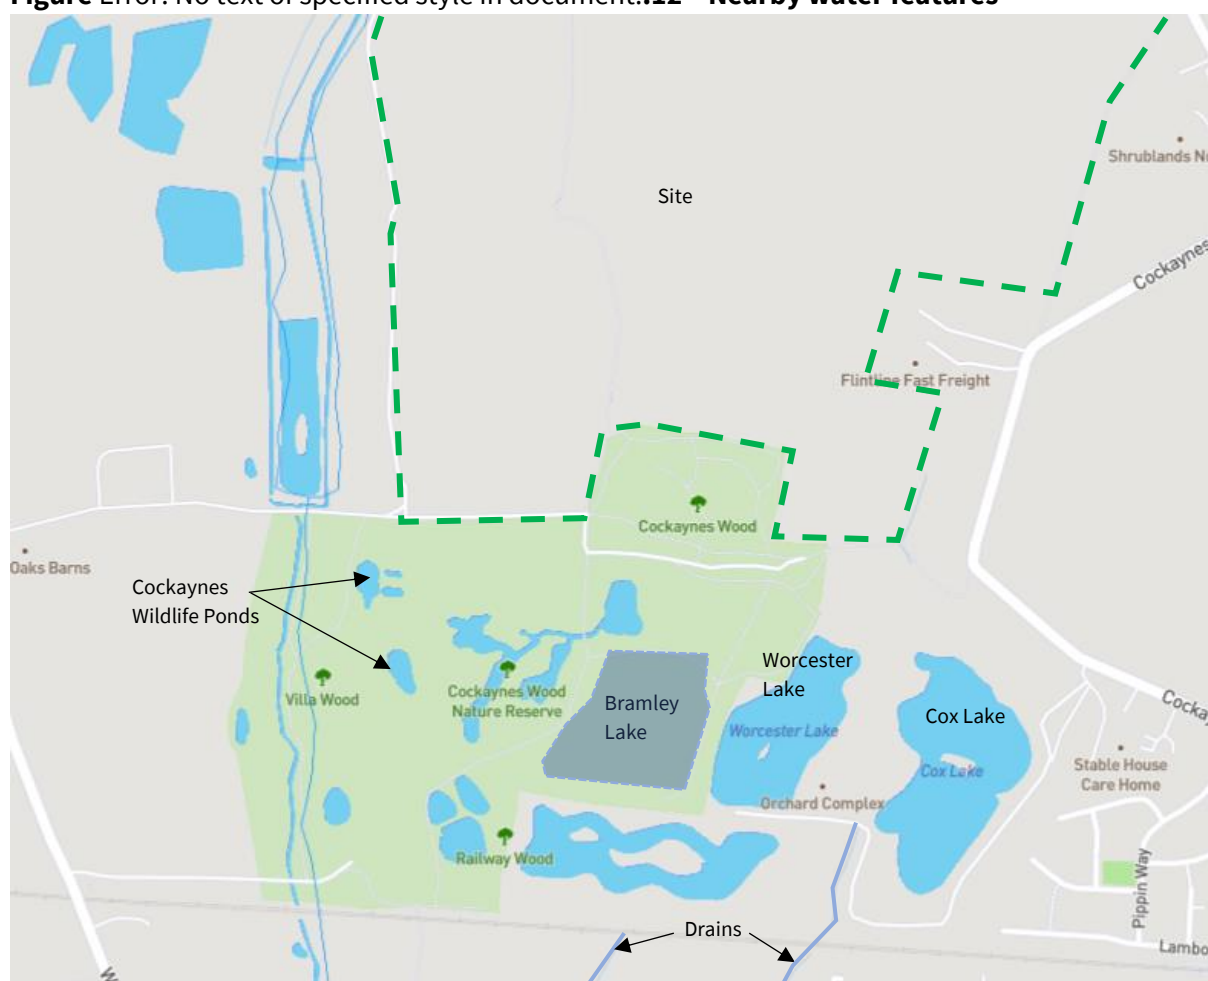 Figure Error! No text of specified style in document..12 Nearby water features
Site
Shrublands
Cockaynes
Flintline Fast Freight
Cockaynes Wood
Oaks Barns
Cockaynes
Wildlife Ponds
Villa Wood
Cockaynes Wood
Nature Reserve
Bramley
Lake
Worcester
Lake
Worcester Lake
Cox Lake
Cox Lake
Stable House
Care Home
Orchard Complex
Railway Wood
Pippin Way
Drains